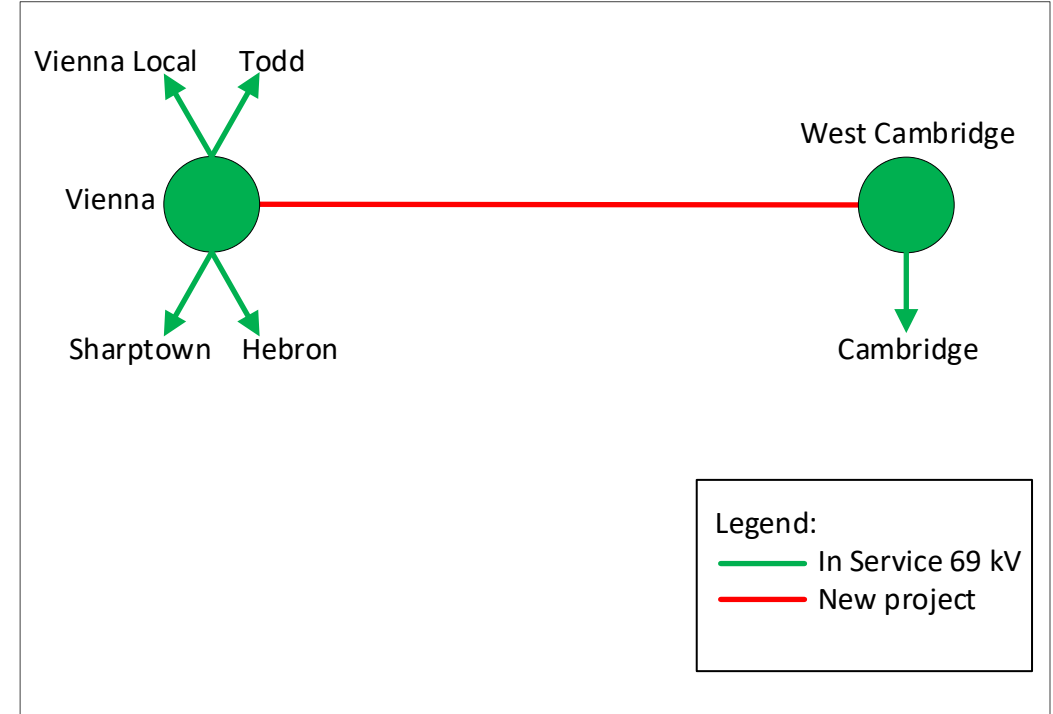 Vienna Local
Todd
West Cambridge
Vienna
Sharptown
Hebron
Cambridge
Legend:
In Service 69 kV
New project